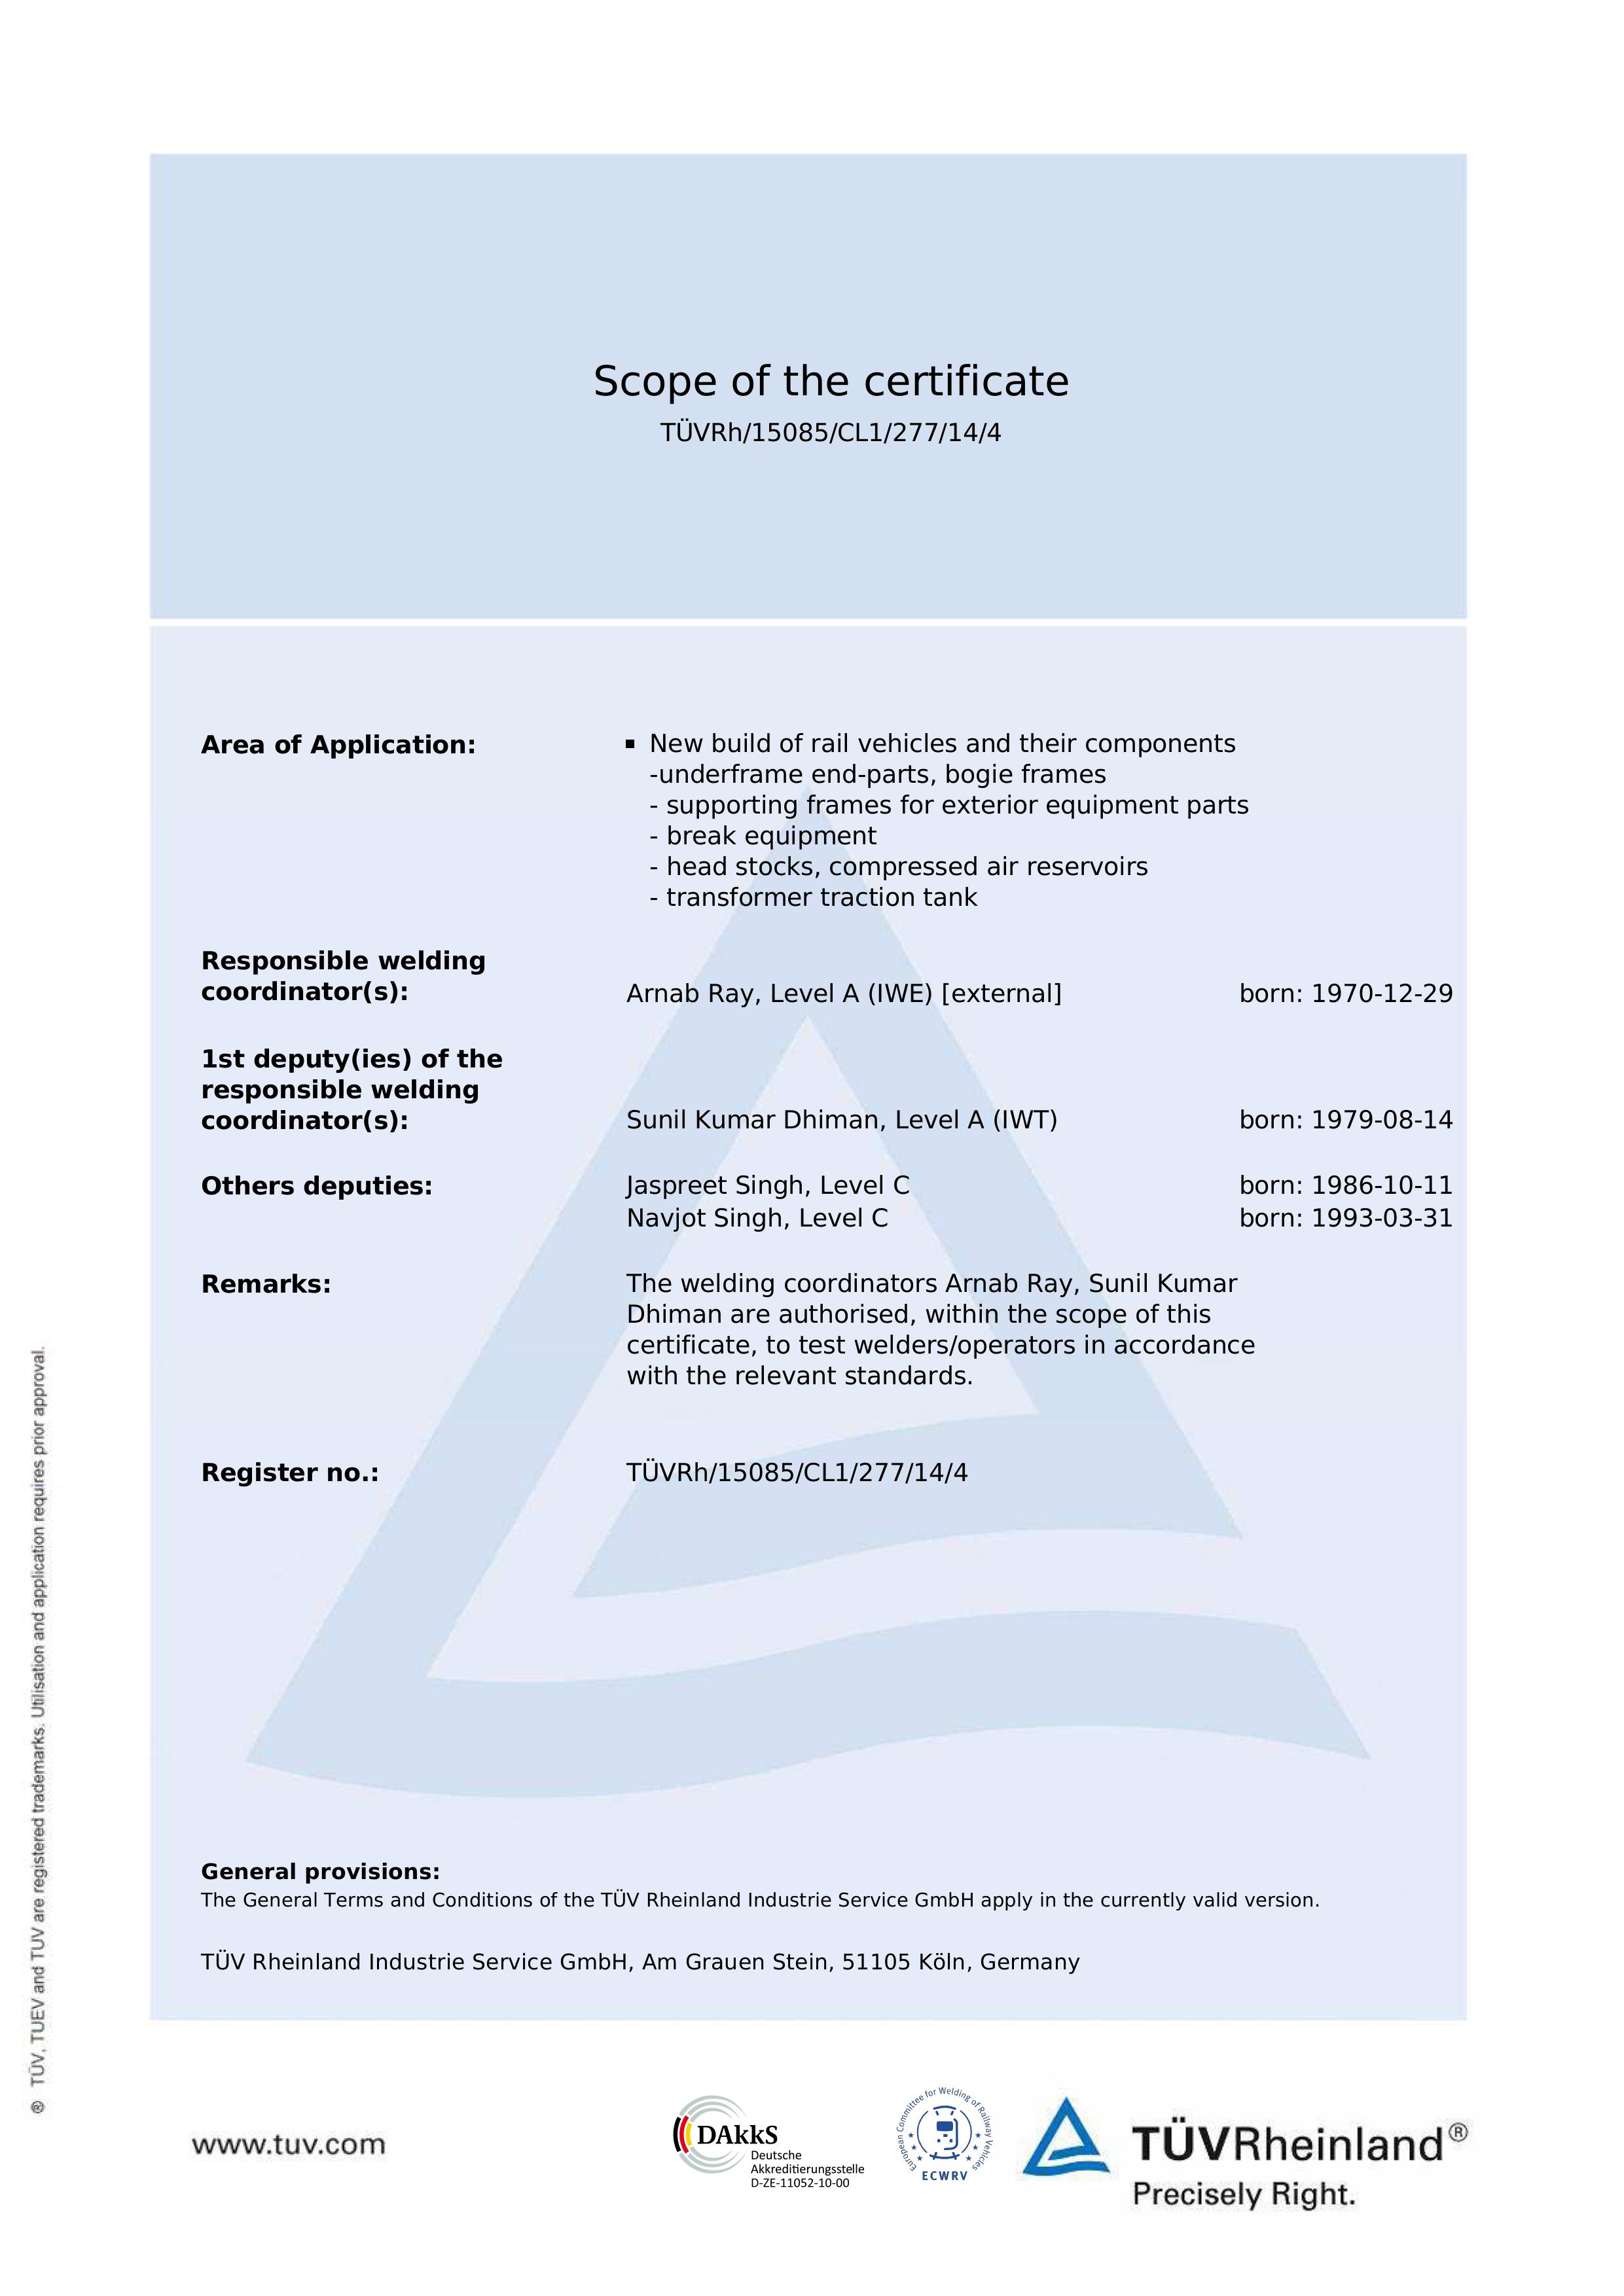 Scope of the certificate
TÜVRh/15085/CL1/277/14/4
Area of Application:
▪ New build of rail vehicles and their components
-underframe end-parts, bogie frames
- supporting frames for exterior equipment parts
- break equipment
- head stocks, compressed air reservoirs
- transformer traction tank
Responsible welding
coordinator(s):
Arnab Ray, Level A (IWE) [external] born: 1970-12-29
1st deputy(ies) of the
responsible welding
coordinator(s):
Sunil Kumar Dhiman, Level A (IWT) born: 1979-08-14
Others deputies:
Jaspreet Singh, Level C born: 1986-10-11
Navjot Singh, Level C born: 1993-03-31
Remarks:
The welding coordinators Arnab Ray, Sunil Kumar
Dhiman are authorised, within the scope of this
certificate, to test welders/operators in accordance
with the relevant standards.
Register no.: TÜVRh/15085/CL1/277/14/4
General provisions:
The General Terms and Conditions of the TÜV Rheinland Industrie Service GmbH apply in the currently valid version.
TÜV Rheinland Industrie Service GmbH, Am Grauen Stein, 51105 Köln, Germany
® TÜV, TUEV and TUV are registered trademarks. Utilisation and application requires prior approval.
www.tuv.com
DAkkS
Deutsche
Akkreditierungsstelle
D-ZE-11052-10-00
European Committee for Welding of Railway Vehicles
ECWRV
TÜVRheinland®
Precisely Right.